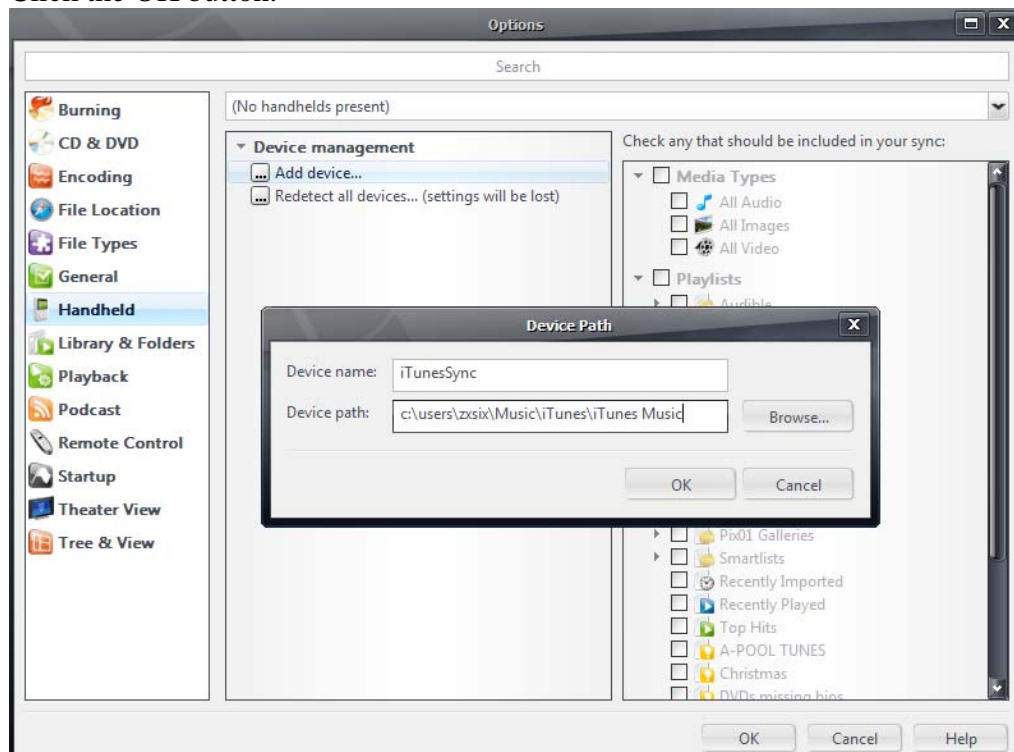 Click the OK button.
Options
Search
Burning
CD & DVD
Encoding
File Location
File Types
General
Handheld
Library & Folders
Playback
Podcast
Remote Control
Startup
Theater View
Tree & View
(No handhelds present)
Device management
Add device...
Redetect all devices... (settings will be lost)
Check any that should be included in your sync:
Media Types
All Audio
All Images
All Video
Playlists
Audible
Device Path
Device name: iTunesSync
Device path: c:\users\zxsix\Music\iTunes\iTunes Music
Browse...
OK Cancel
Pix01 Galleries
Smartlists
Recently Imported
Recently Played
Top Hits
A-POOL TUNES
Christmas
DVDs missing bios
OK Cancel Help